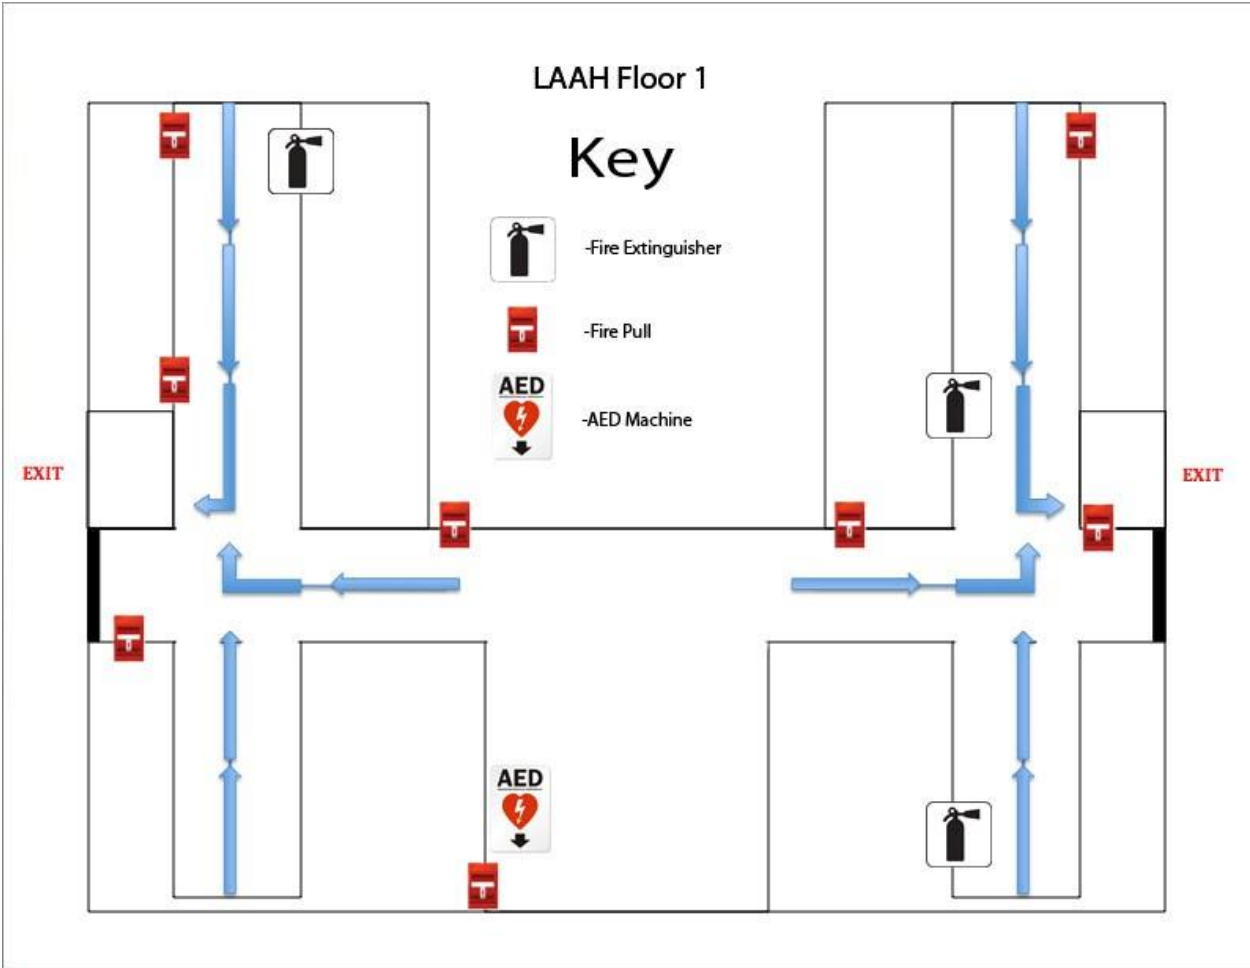 LAAH Floor 1
Key
-Fire Extinguisher
-Fire Pull
AED
-AED Machine
EXIT
EXIT
AED